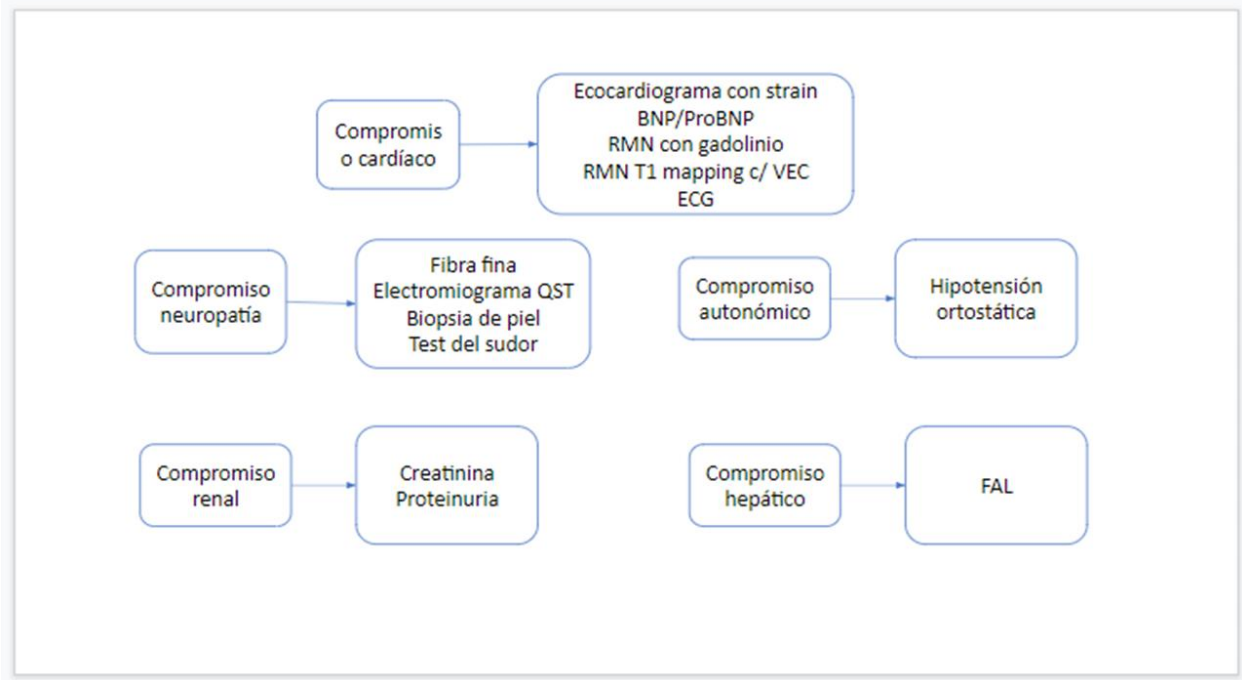 Compromis
o cardíaco
Ecocardiograma con strain
BNP/ProBNP
RMN con gadolinio
RMN T1 mapping c/ VEC
ECG
Compromiso
neuropatía
Fibra fina
Electromiograma QST
Biopsia de piel
Test del sudor
Compromiso
autonómico
Hipotensión
ortostática
Compromiso
renal
Creatinina
Proteinuria
Compromiso
hepático
FAL